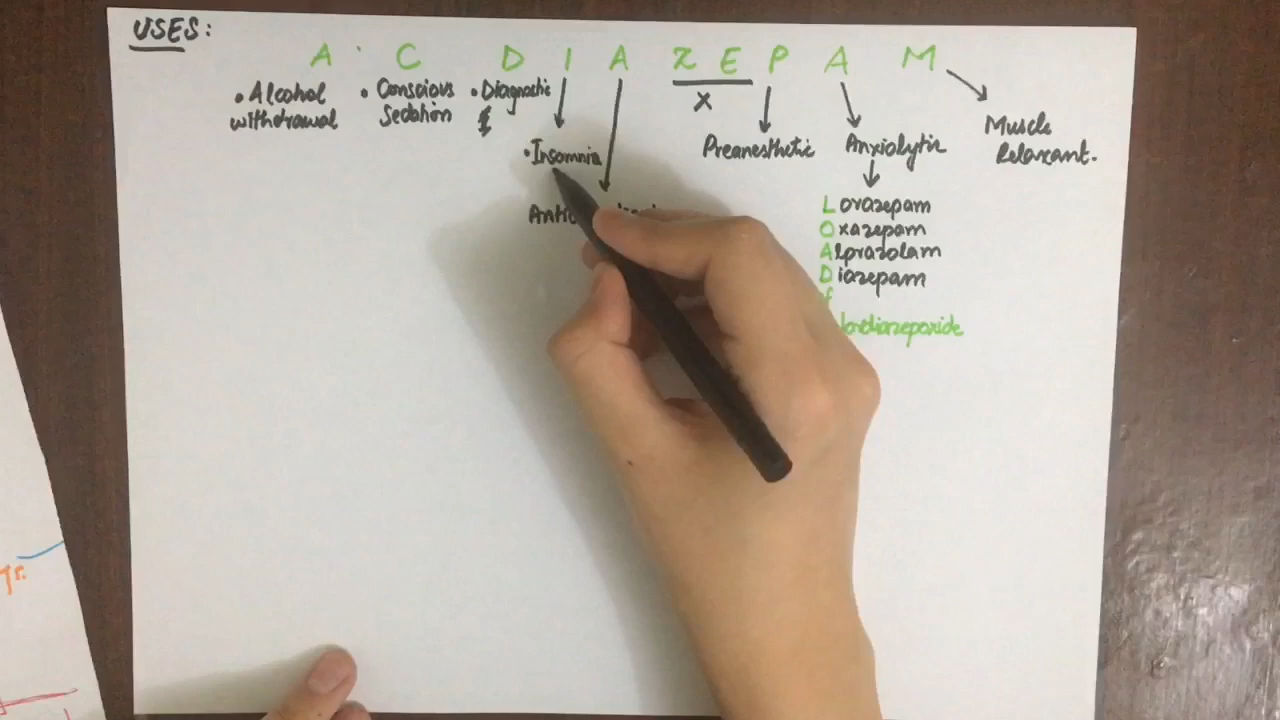 USES:
A C D I A Z E P A M
• Alcohol withdrawal
• Conscious Sedation
• Diagnostic
• Insomnia
X
Preanesthetic
Anxiolytic
Muscle Relaxant.
Lorazepam
Oxazepam
Alprazolam
Diazepam
f